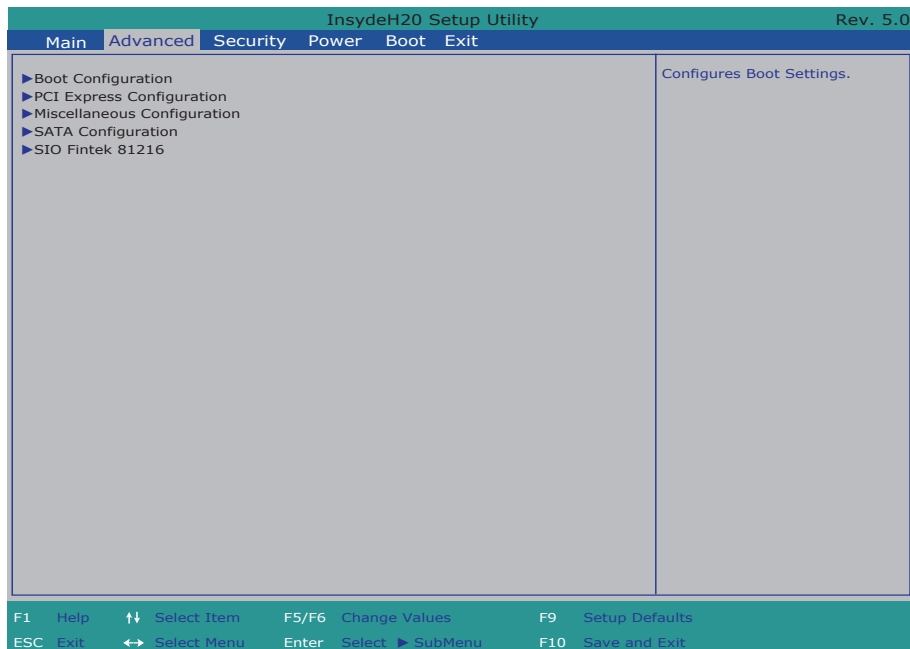 InsydeH20 Setup Utility Rev. 5.0
Main Advanced Security Power Boot Exit
►Boot Configuration
►PCI Express Configuration
►Miscellaneous Configuration
►SATA Configuration
►SIO Fintek 81216
Configures Boot Settings.
F1 Help ↑↓ Select Item F5/F6 Change Values F9 Setup Defaults
ESC Exit ↔ Select Menu Enter Select ► SubMenu F10 Save and Exit